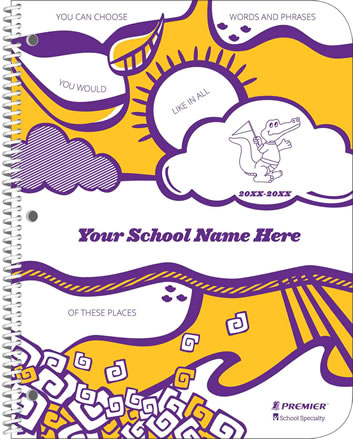 YOU CAN CHOOSE
WORDS AND PHRASES
YOU WOULD
LIKE IN ALL
20XX-20XX
Your School Name Here
OF THESE PLACES
PREMIER
School Specialty